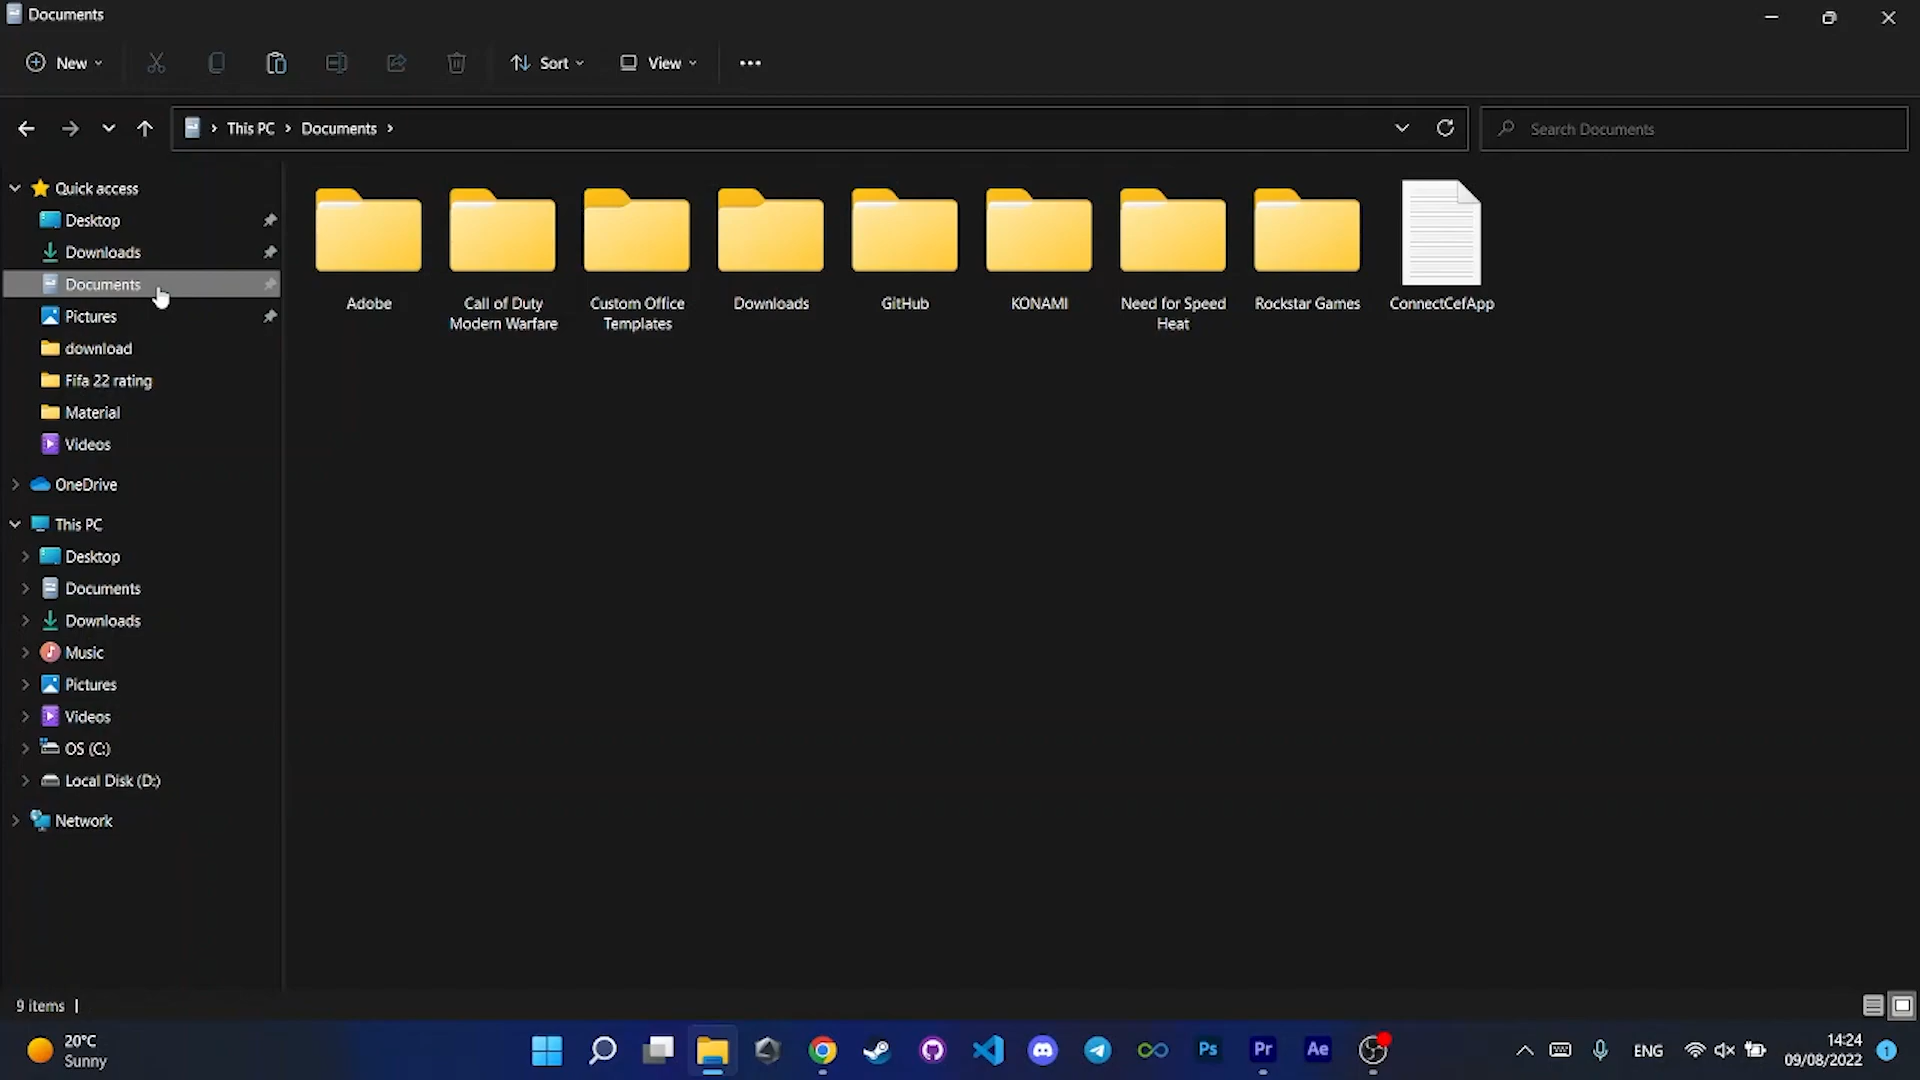 Documents
New
Sort
View
This PC
Documents
Search Documents
Quick access
Desktop
Downloads
Documents
Pictures
download
Fifa 22 rating
Material
Videos
OneDrive
This PC
Desktop
Documents
Downloads
Music
Pictures
Videos
OS (C:)
Local Disk (D:)
Network
Adobe
Call of Duty
Modern Warfare
Custom Office
Templates
Downloads
GitHub
KONAMI
Need for Speed
Heat
Rockstar Games
ConnectCefApp
9 items
20°C
Sunny
Ps
Pr
Ae
ENG
14:24
09/08/2022
1